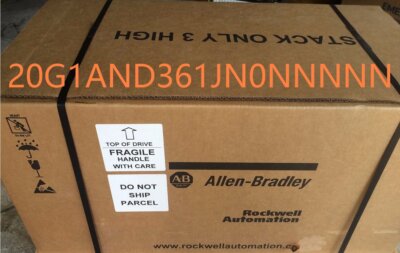 STACK ONLY 3 HIGH
20G1AND361JN0NNNNN
TOP OF DRIVE
FRAGILE
HANDLE
WITH CARE
DO NOT
SHIP
PARCEL
AB
Allen-Bradley
Rockwell
Automation
www.rockwellautomation.co